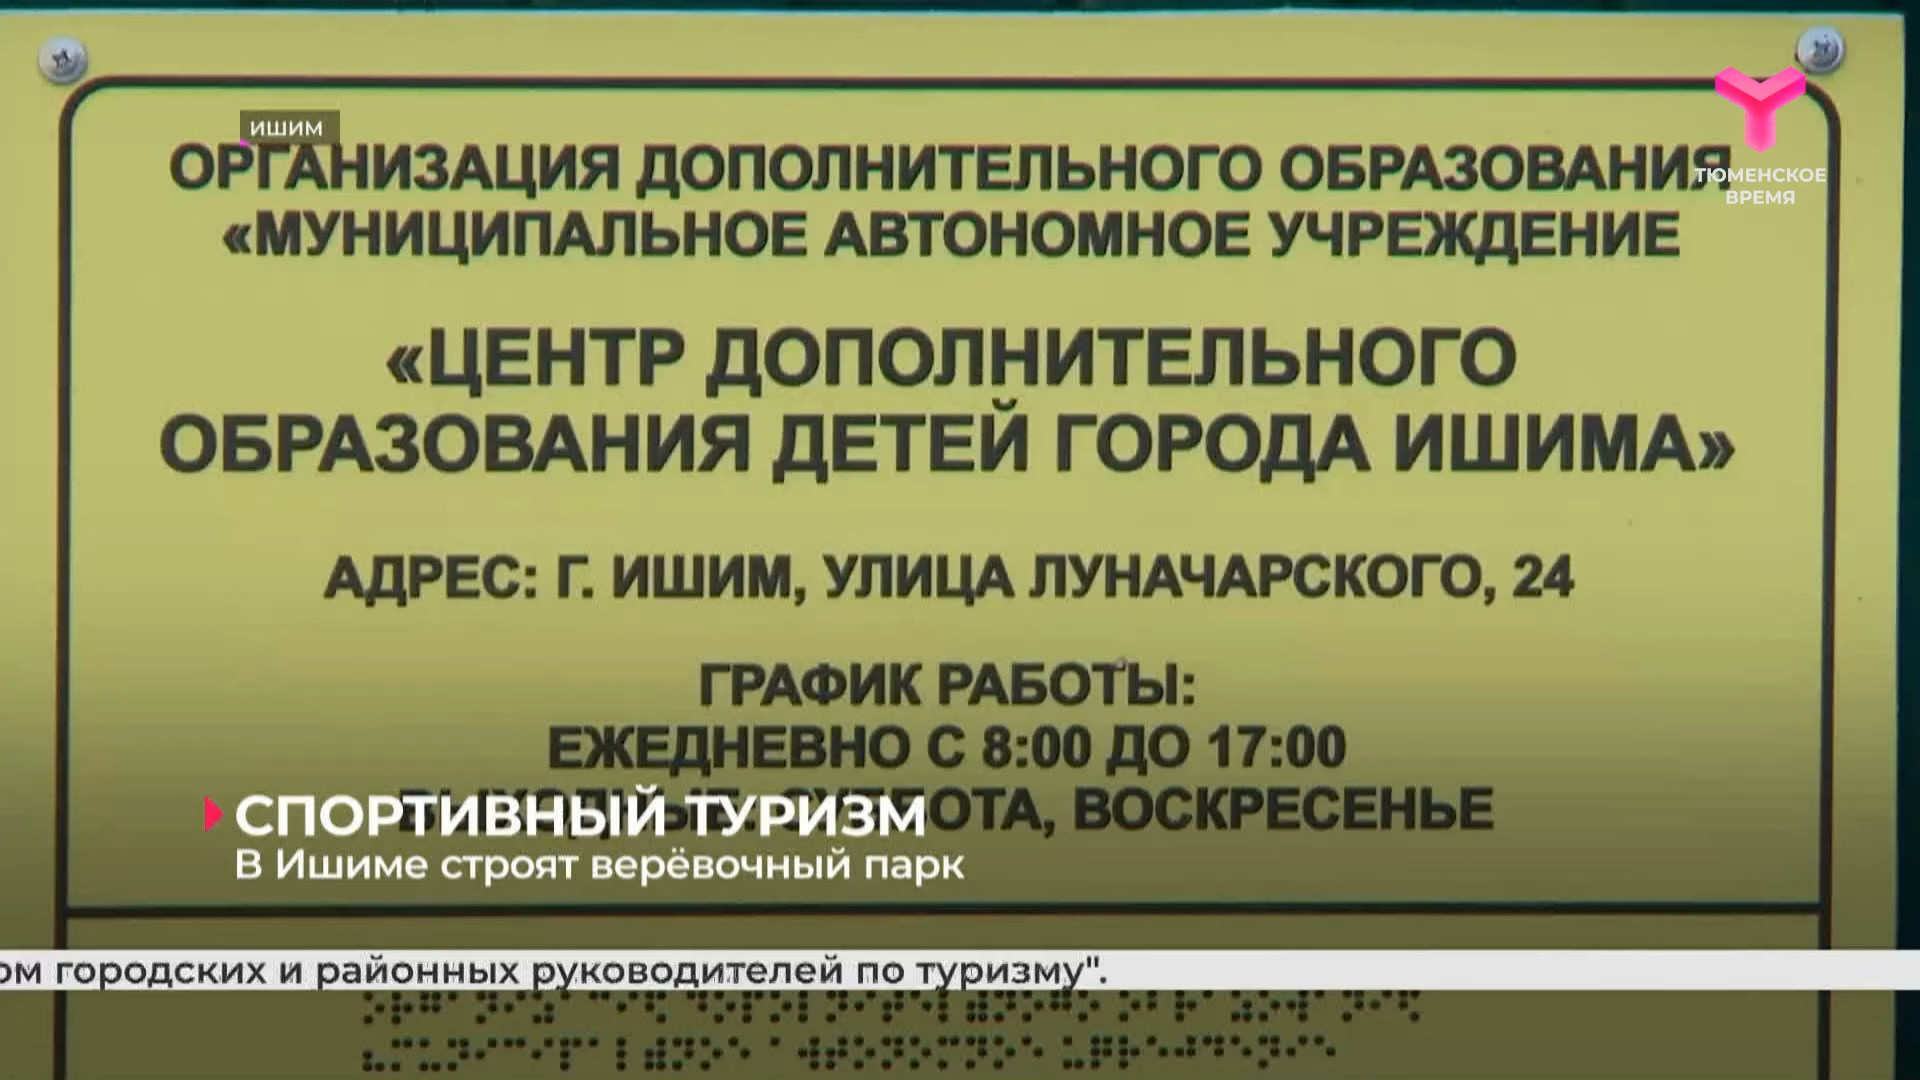 ИШИМ
ОРГАНИЗАЦИЯ ДОПОЛНИТЕЛЬНОГО ОБРАЗОВАНИЯ
ТЮМЕНСКОЕ
ВРЕМЯ
«МУНИЦИПАЛЬНОЕ АВТОНОМНОЕ УЧРЕЖДЕНИЕ
«ЦЕНТР ДОПОЛНИТЕЛЬНОГО
ОБРАЗОВАНИЯ ДЕТЕЙ ГОРОДА ИШИМА»
АДРЕС: Г. ИШИМ, УЛИЦА ЛУНАЧАРСКОГО, 24
ГРАФИК РАБОТЫ:
ЕЖЕДНЕВНО С 8:00 ДО 17:00
ВЫХОДНЫЕ: СУББОТА, ВОСКРЕСЕНЬЕ
СПОРТИВНЫЙ ТУРИЗМ
В Ишиме строят верёвочный парк
ом городских и районных руководителей по туризму".